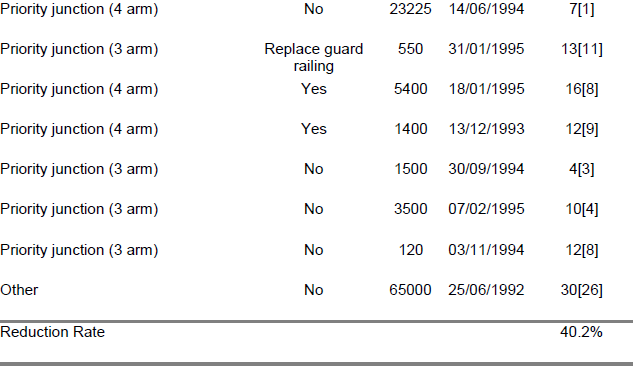 Priority junction (4 arm) No 23225 14/06/1994 7[1]
Priority junction (3 arm) Replace guard railing 550 31/01/1995 13[11]
Priority junction (4 arm) Yes 5400 18/01/1995 16[8]
Priority junction (4 arm) Yes 1400 13/12/1993 12[9]
Priority junction (3 arm) No 1500 30/09/1994 4[3]
Priority junction (3 arm) No 3500 07/02/1995 10[4]
Priority junction (3 arm) No 120 03/11/1994 12[8]
Other No 65000 25/06/1992 30[26]
Reduction Rate 40.2%